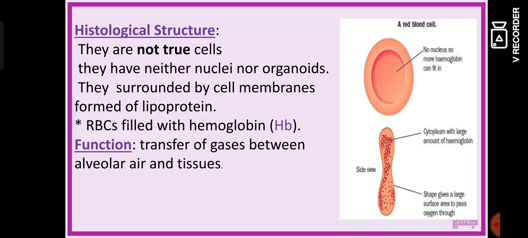 Histological Structure:
They are not true cells
they have neither nuclei nor organoids.
They surrounded by cell membranes
formed of lipoprotein.
* RBCs filled with hemoglobin (Hb).
Function: transfer of gases between
alveolar air and tissues.
A red blood cell.
No nucleus so
more haemoglobin
can fit in
Cytoplasm with large
amount of haemoglobin
Side view
Shape gives a large
surface area to pass
oxygen through
V RECORDER